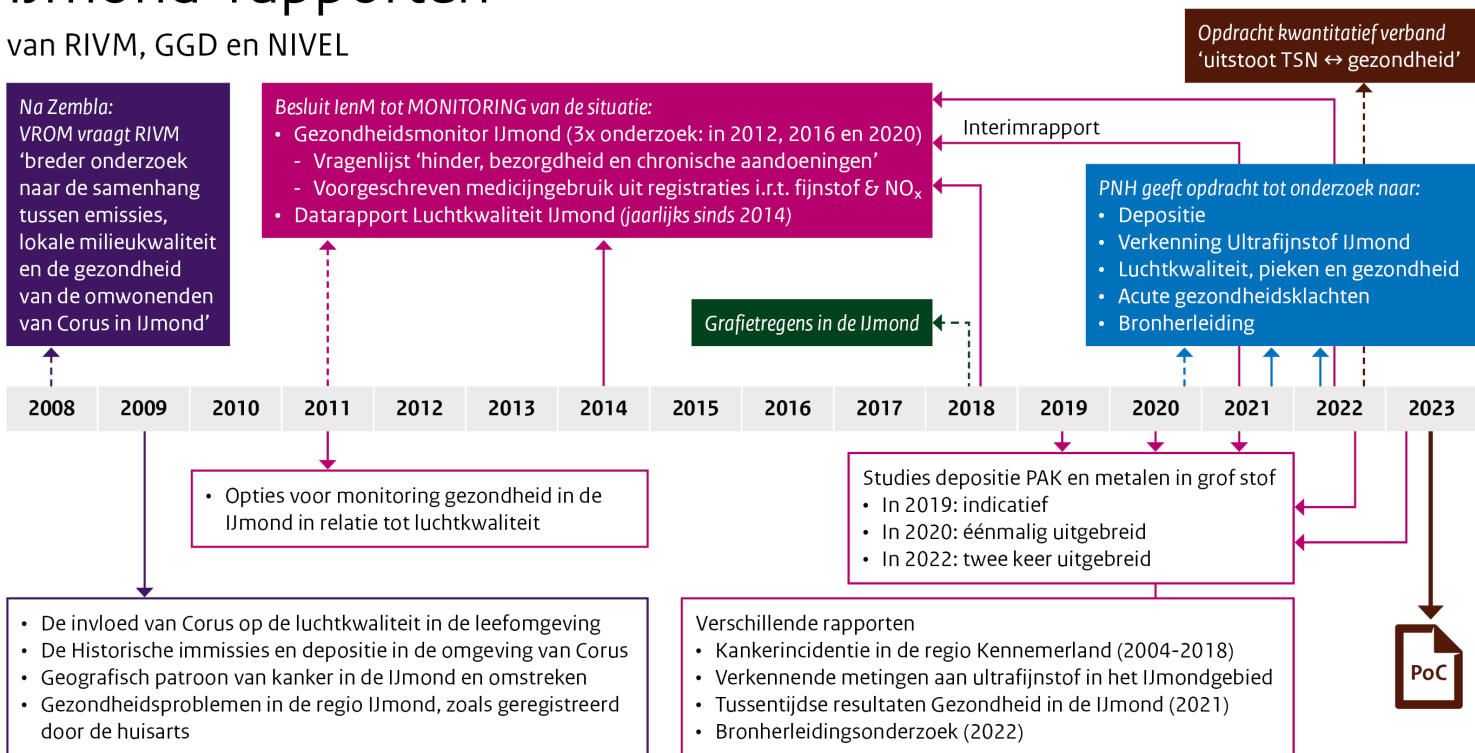 IJmond-rapporten
van RIVM, GGD en NIVEL
Opdracht kwantitatief verband
‘uitstoot TSN ↔ gezondheid’
Na Zembla:
VROM vraagt RIVM
‘breder onderzoek
naar de samenhang
tussen emissies,
lokale milieukwaliteit
en de gezondheid
van de omwonenden
van Corus in IJmond’
Besluit IenM tot MONITORING van de situatie:
• Gezondheidsmonitor IJmond (3x onderzoek: in 2012, 2016 en 2020)
- Vragenlijst ‘hinder, bezorgdheid en chronische aandoeningen’
- Voorgeschreven medicijngebruik uit registraties i.r.t. fijnstof & NOx
• Datarapport Luchtkwaliteit IJmond (jaarlijks sinds 2014)
Interimrapport
PNH geeft opdracht tot onderzoek naar:
• Depositie
• Verkenning Ultrafijnstof IJmond
• Luchtkwaliteit, pieken en gezondheid
• Acute gezondheidsklachten
• Bronherleiding
Grafietregens in de IJmond
2008 2009 2010 2011 2012 2013 2014 2015 2016 2017 2018 2019 2020 2021 2022 2023
• Opties voor monitoring gezondheid in de
IJmond in relatie tot luchtkwaliteit
Studies depositie PAK en metalen in grof stof
• In 2019: indicatief
• In 2020: éénmalig uitgebreid
• In 2022: twee keer uitgebreid
• De invloed van Corus op de luchtkwaliteit in de leefomgeving
• De Historische immissies en depositie in de omgeving van Corus
• Geografisch patroon van kanker in de IJmond en omstreken
• Gezondheidsproblemen in de regio IJmond, zoals geregistreerd
door de huisarts
Verschillende rapporten
• Kankerincidentie in de regio Kennemerland (2004-2018)
• Verkennende metingen aan ultrafijnstof in het IJmondgebied
• Tussentijdse resultaten Gezondheid in de IJmond (2021)
• Bronherleidingsonderzoek (2022)
PoC